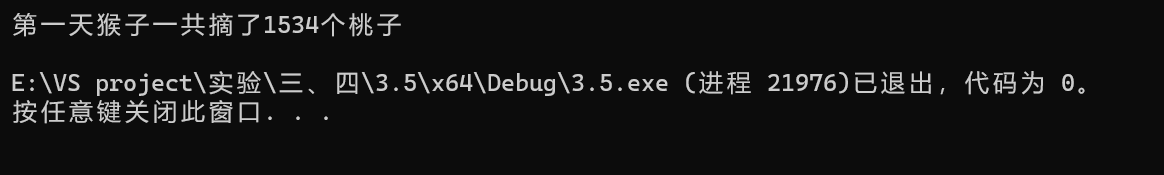 第一天猴子一共摘了1534个桃子
E:\VS project\实验\三、四\3.5\x64\Debug\3.5.exe (进程 21976)已退出，代码为 0。
按任意键关闭此窗口. . .